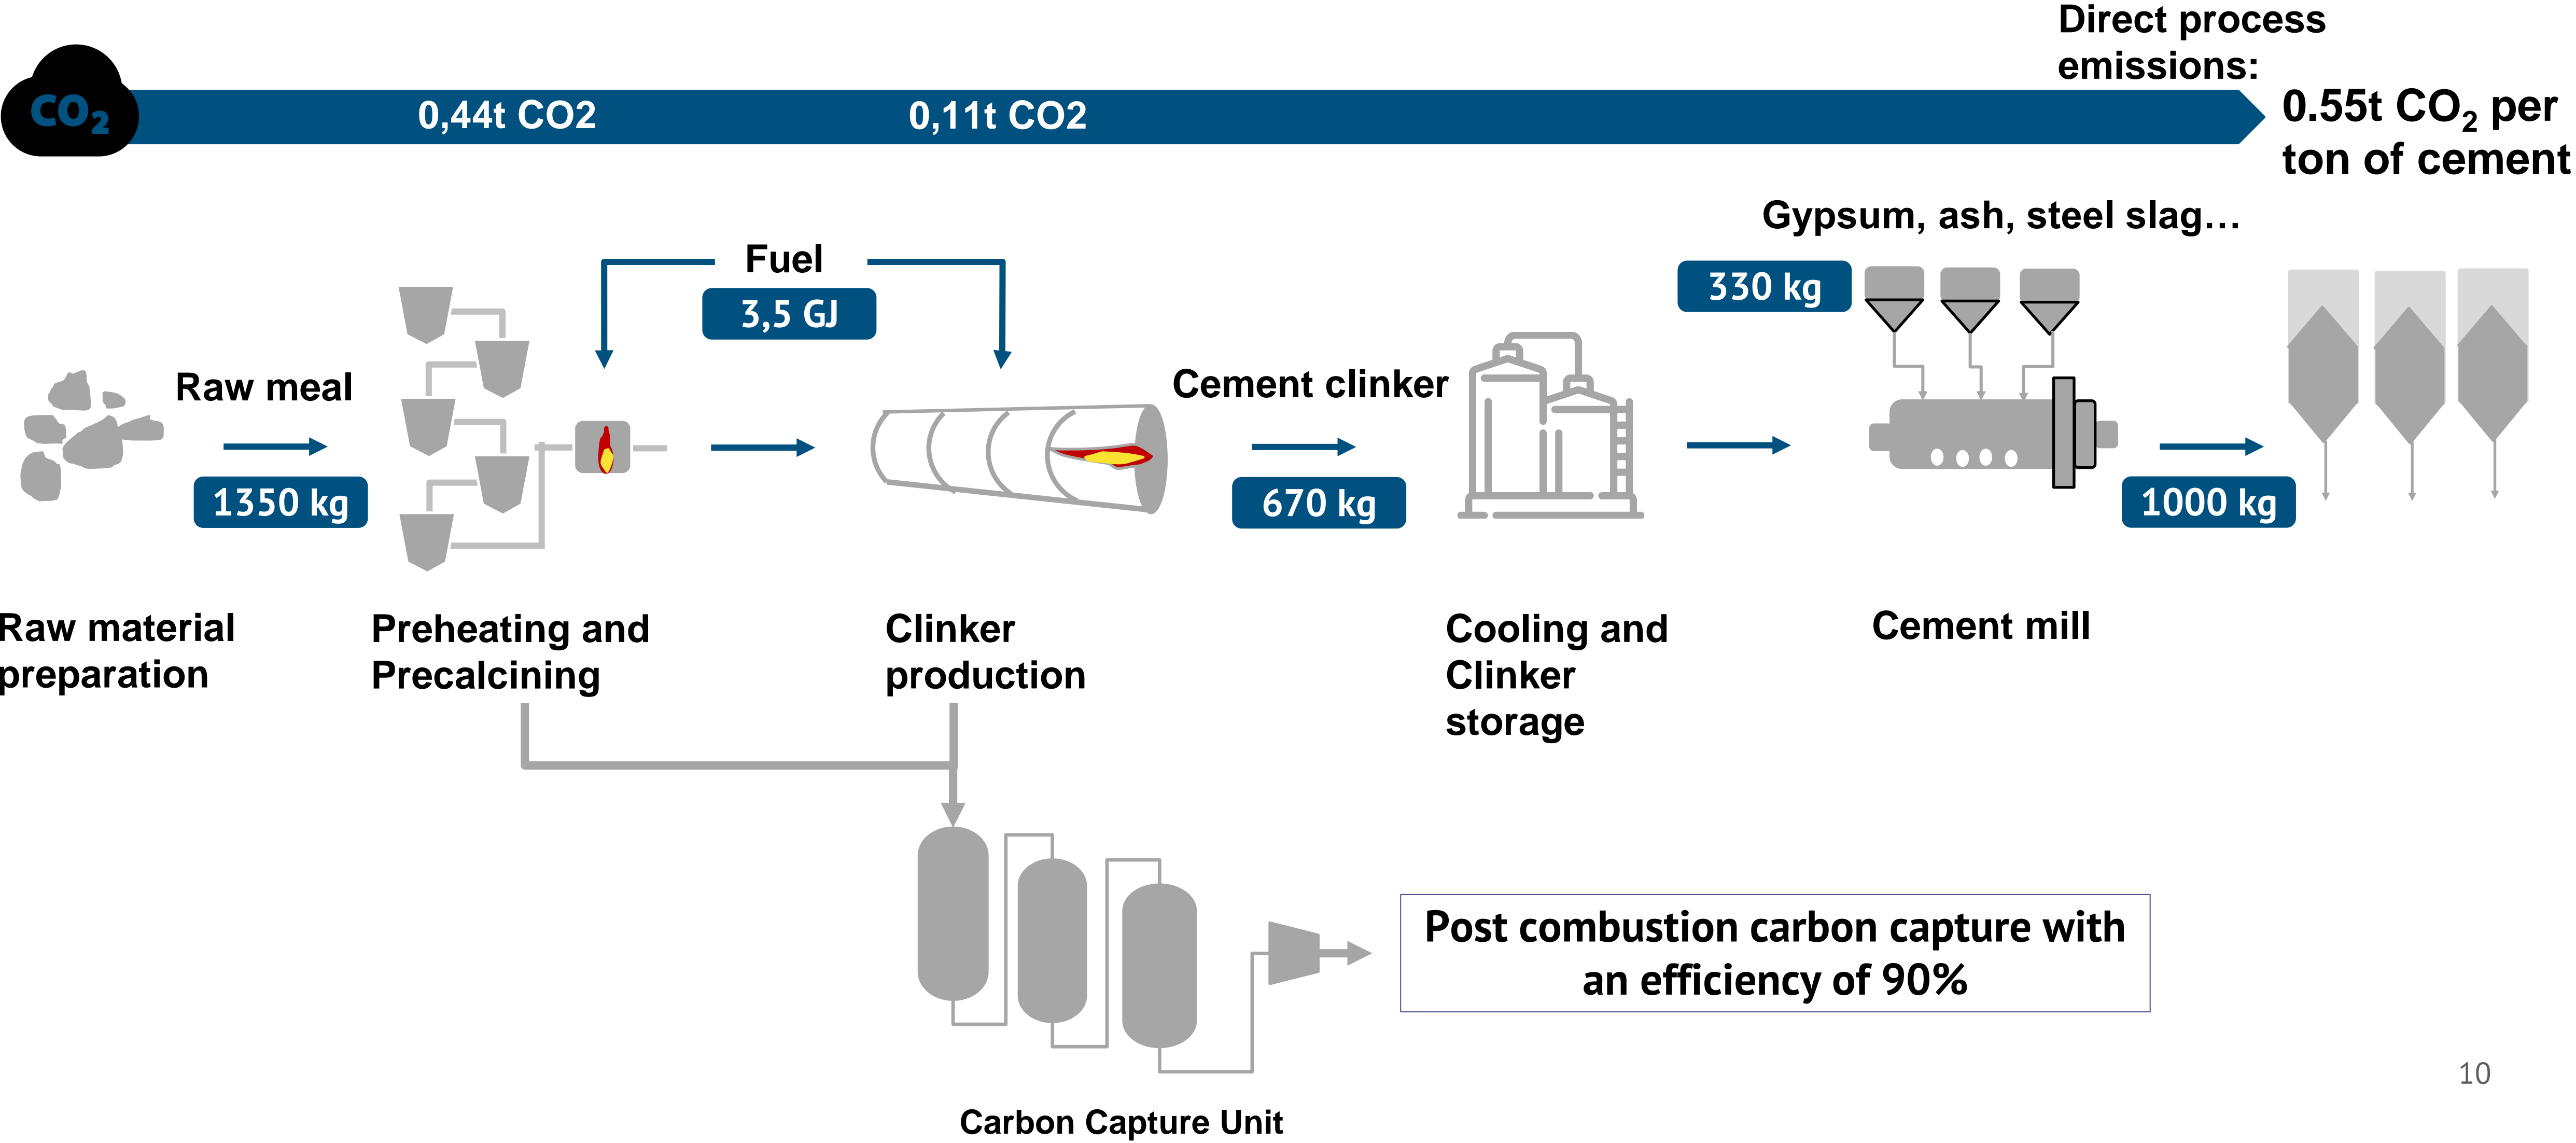 Direct process
emissions:
CO2
0,44t CO2
0,11t CO2
0.55t CO2 per
ton of cement
Gypsum, ash, steel slag…
Fuel
330 kg
3,5 GJ
Raw meal
Cement clinker
1350 kg
670 kg
1000 kg
Raw material
preparation
Preheating and
Precalcining
Clinker
production
Cooling and
Clinker
storage
Cement mill
Post combustion carbon capture with
an efficiency of 90%
10
Carbon Capture Unit